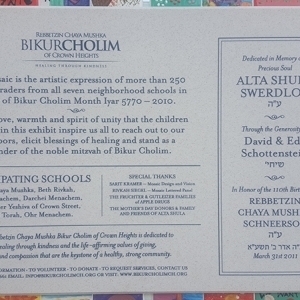 REBBETZIN CHAYA MUSHKA
BIKURCHOLIM
OF CROWN HEIGHTS
HEALING THROUGH KINDNESS
saic is the artistic expression of more than 250
raders from all seven neighborhood schools in
of Bikur Cholim Month Iyar 5770 – 2010.
ove, warmth and spirit of unity that the children
in this exhibit inspire us all to reach out to our
bors, elicit blessings of healing and stand as a
nder of the noble mitzvah of Bikur Cholim.
IPATING SCHOOLS
aya Mushka, Beth Rivkah,
achem, Darchei Menachem,
er Yeshiva of Crown Street,
Torah, Ohr Menachem.
SPECIAL THANKS
SARIT KRAMER – Mosaic Design and Vision
RIVKAH SIEGEL – Mosaic Lettered Panel
THE FRUCHTER & GUTLEIZER FAMILIES
OF APPLE DRUGS
THE MOTHER'S DAY DONORS & FAMILY
AND FRIENDS OF ALTA SHULA
ebbetzin Chaya Mushka Bikur Cholim of Crown Heights is dedicated to
ealing through kindness and the life-affirming values of giving,
and compassion that are the keystone of a healthy, strong community.
ORMATION · TO VOLUNTEER · TO DONATE · TO REQUEST SERVICES, CONTACT US
Dedicated in Memory o
Precious Soul
ALTA SHUL
SWERDLO
ע"ה
Through the Generosity
David & Ed
Schottenstei
שיחי'
In Honor of the 110th Birth
REBBETZIN
CHAYA MUSHK
SCHNEERSO
ע"ה
March 31st 2011